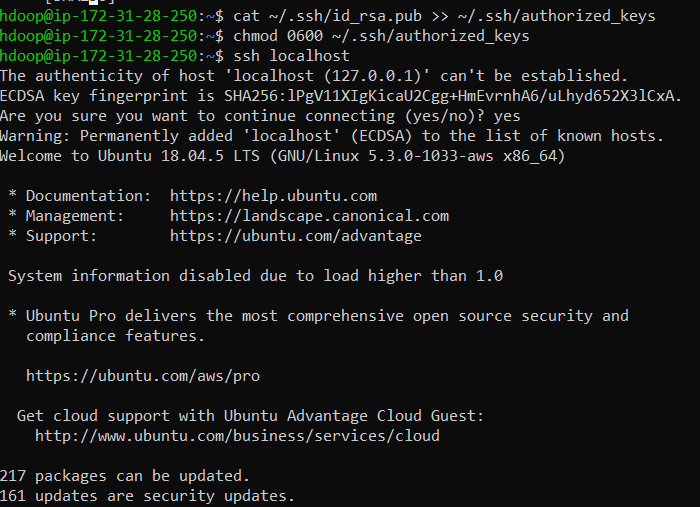 hdoop@ip-172-31-28-250:~$ cat ~/.ssh/id_rsa.pub >> ~/.ssh/authorized_keys
hdoop@ip-172-31-28-250:~$ chmod 0600 ~/.ssh/authorized_keys
hdoop@ip-172-31-28-250:~$ ssh localhost
The authenticity of host 'localhost (127.0.0.1)' can't be established.
ECDSA key fingerprint is SHA256:lPgV11XIgKicaU2Cgg+HmEvrnhA6/uLhyd652X3lCxA.
Are you sure you want to continue connecting (yes/no)? yes
Warning: Permanently added 'localhost' (ECDSA) to the list of known hosts.
Welcome to Ubuntu 18.04.5 LTS (GNU/Linux 5.3.0-1033-aws x86_64)
* Documentation:  https://help.ubuntu.com
* Management:     https://landscape.canonical.com
* Support:        https://ubuntu.com/advantage
System information disabled due to load higher than 1.0
* Ubuntu Pro delivers the most comprehensive open source security and
compliance features.
https://ubuntu.com/aws/pro
Get cloud support with Ubuntu Advantage Cloud Guest:
http://www.ubuntu.com/business/services/cloud
217 packages can be updated.
161 updates are security updates.